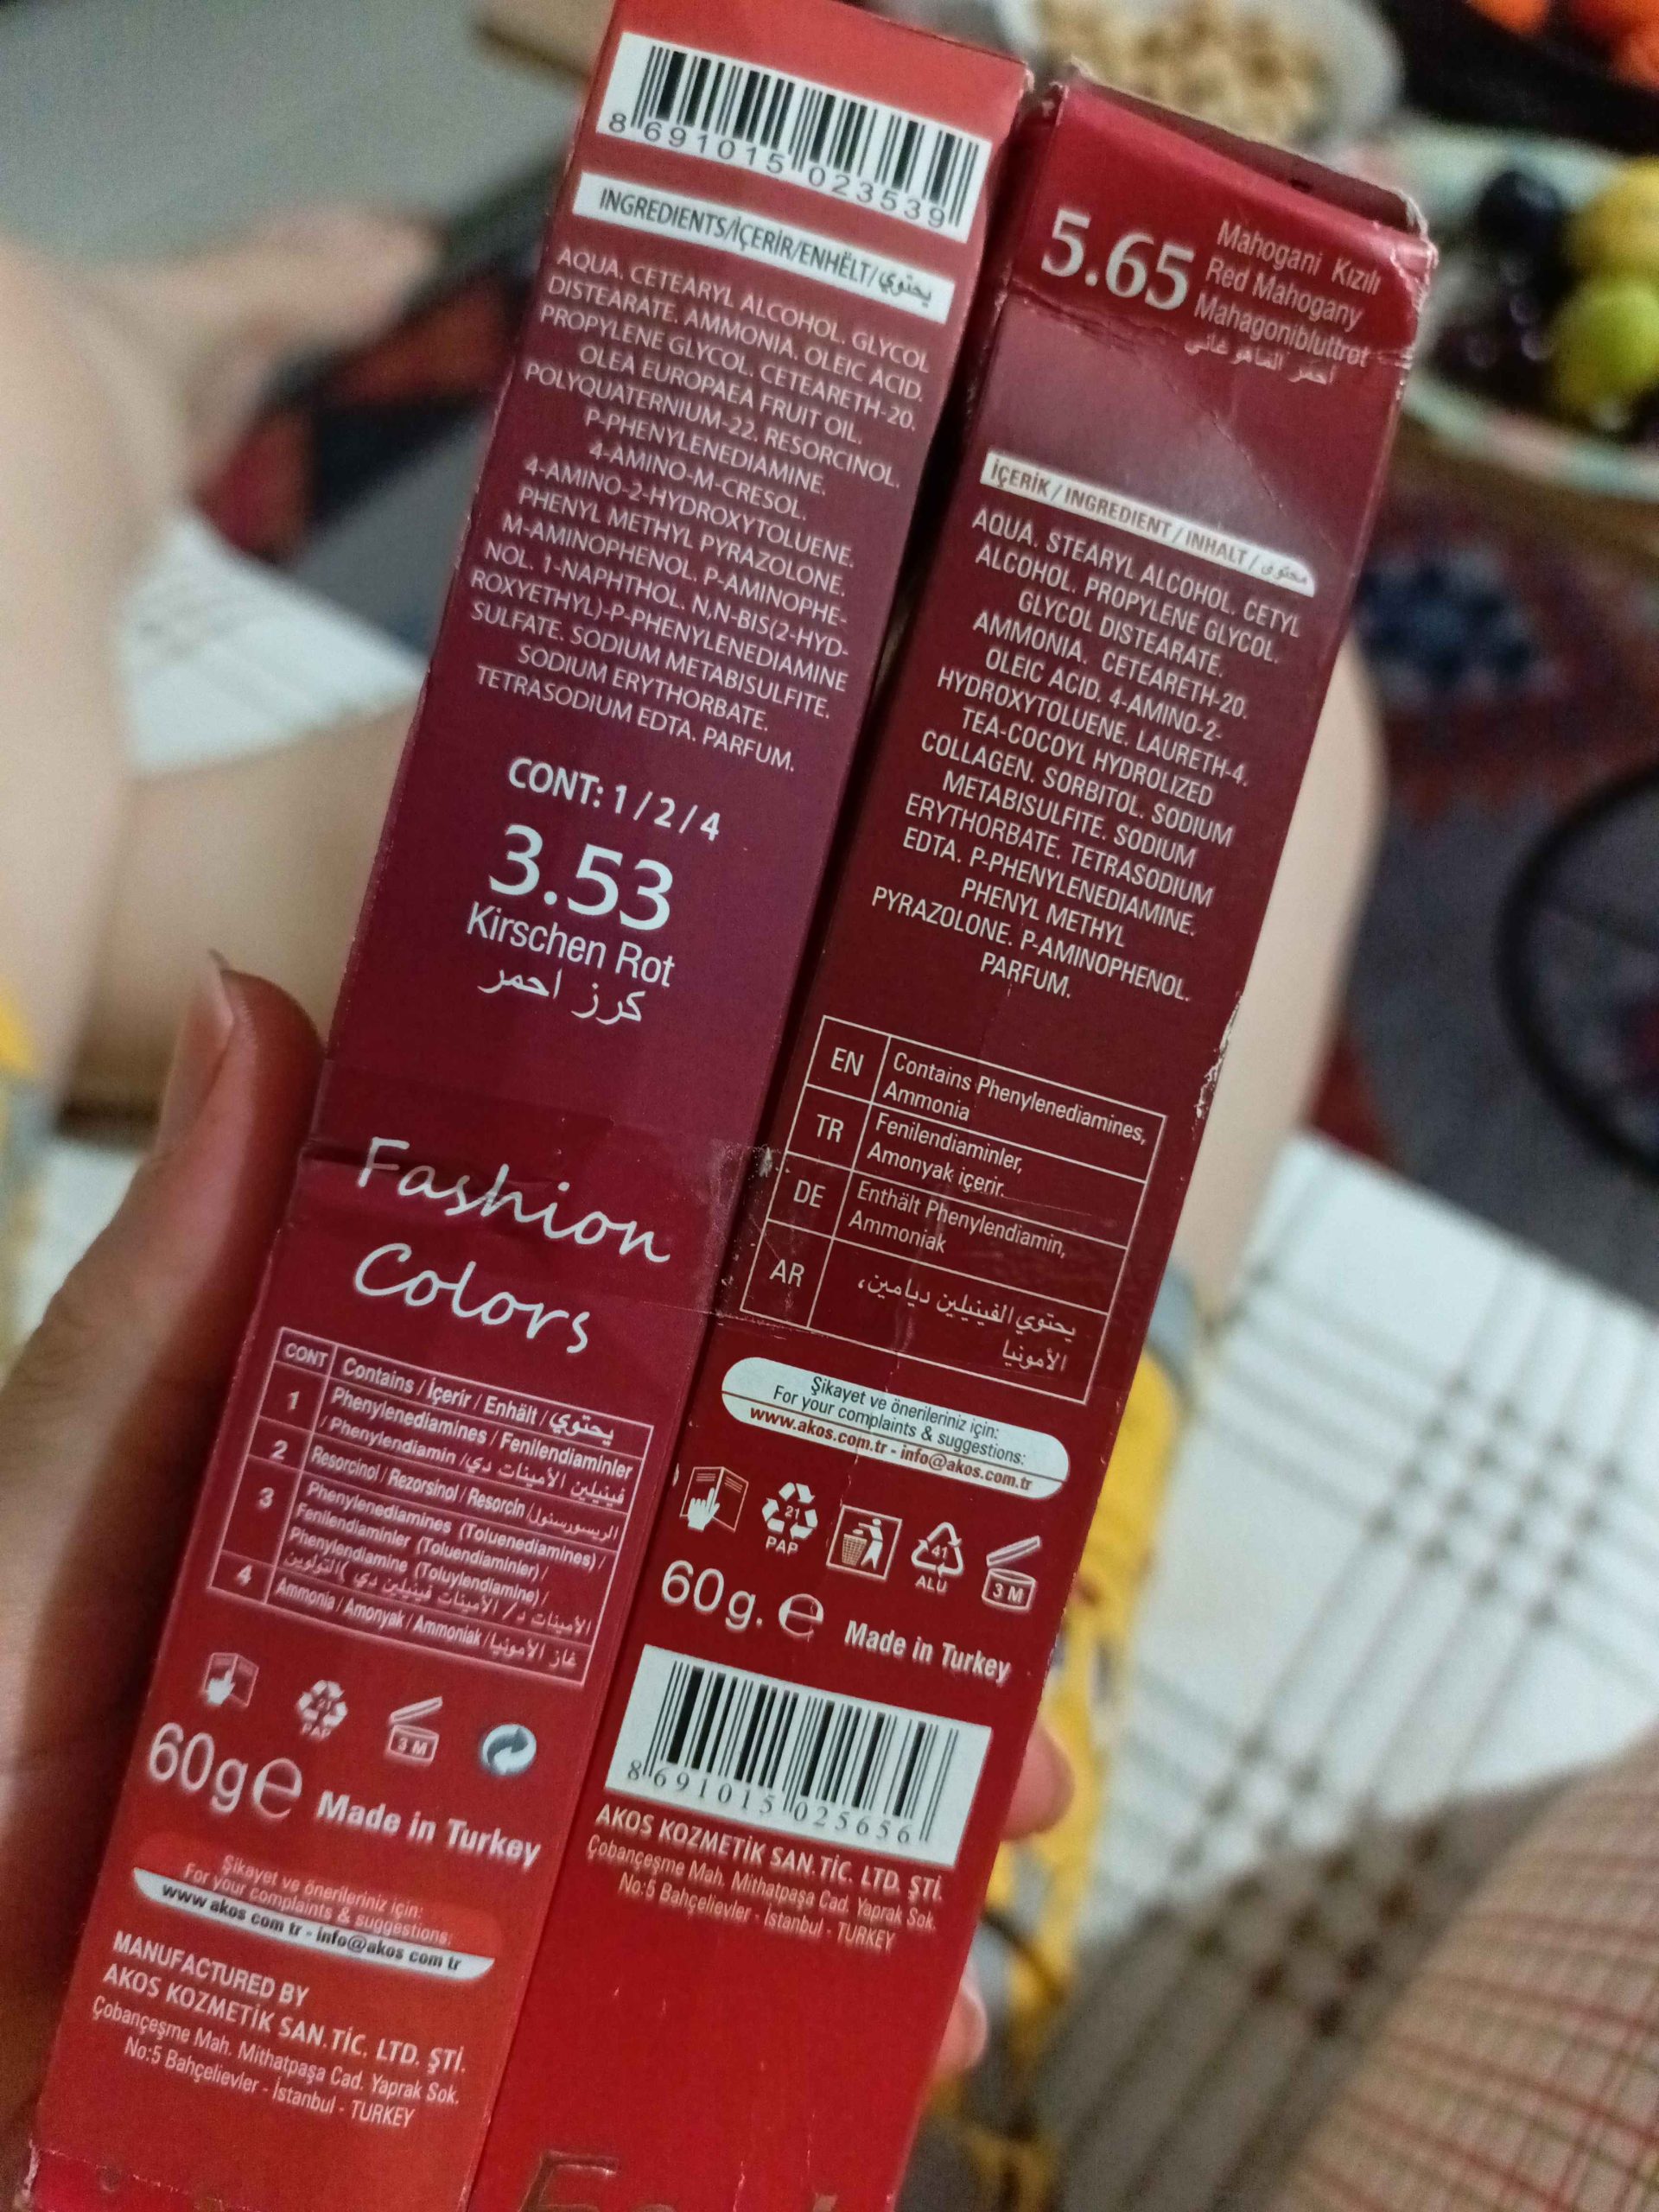 8691015023539
INGREDIENTS/İÇERİR/ENHËLT/يحتوي
AQUA. CETEARYL ALCOHOL. GLYCOL
DISTEARATE. AMMONIA. OLEIC ACID.
PROPYLENE GLYCOL. CETEARETH-20.
OLEA EUROPAEA FRUIT OIL.
POLYQUATERNIUM-22. RESORCINOL.
P-PHENYLENEDIAMINE.
4-AMINO-M-CRESOL.
4-AMINO-2-HYDROXYTOLUENE.
PHENYL METHYL PYRAZOLONE.
M-AMINOPHENOL. P-AMINOPHE-
NOL. 1-NAPHTHOL. N.N-BIS(2-HYD-
ROXYETHYL)-P-PHENYLENEDIAMINE
SULFATE. SODIUM METABISULFITE.
SODIUM ERYTHORBATE.
TETRASODIUM EDTA. PARFUM.
CONT: 1 / 2 / 4
3.53
Kirschen Rot
كرز احمر
Fashion
Colors
CONT Contains / İçerir / Enhält / يحتوي
1 Phenylenediamines / Fenilendiaminler
/ Phenylendiamin / فينيلين الأمينات دي
2 Resorcinol / Rezorsinol / Resorcin / الريسورسنول
3 Phenylenediamines (Toluenediamines) /
Fenilendiaminler (Toluendiaminler) /
Phenylendiamine (Toluylendiamine) /
الأمينات د/ الأمينات فينيلين دي (التولوين
4 Ammonia / Amonyak / Ammoniak / غاز الأمونيا
21
PAP
3 M
60g e Made in Turkey
Şikayet ve önerileriniz için:
For your complaints & suggestions:
www akos com tr - info@akos com tr
MANUFACTURED BY
AKOS KOZMETİK SAN. TİC. LTD. ŞTİ.
Çobançeşme Mah. Mithatpaşa Cad. Yaprak Sok.
No:5 Bahçelievler - İstanbul - TURKEY
5.65
Mahogani Kızılı
Red Mahogany
Mahagonibluttrot
أحمر الماهوغاني
İÇERİK / INGREDIENT / INHALT / محتوى
AQUA. STEARYL ALCOHOL. CETYL
ALCOHOL. PROPYLENE GLYCOL.
GLYCOL DISTEARATE.
AMMONIA. CETEARETH-20.
OLEIC ACID. 4-AMINO-2-
HYDROXYTOLUENE. LAURETH-4.
TEA-COCOYL HYDROLIZED
COLLAGEN. SORBITOL. SODIUM
METABISULFITE. SODIUM
ERYTHORBATE. TETRASODIUM
EDTA. P-PHENYLENEDIAMINE.
PHENYL METHYL
PYRAZOLONE. P-AMINOPHENOL.
PARFUM.
EN Contains Phenylenediamines,
Ammonia
TR Fenilendiaminler,
Amonyak içerir.
DE Enthält Phenylendiamin,
Ammoniak
AR يحتوي الفينيلين ديامين،
الأمونيا
Şikayet ve önerileriniz için:
For your complaints & suggestions:
www.akos.com.tr - info@akos.com.tr
21
PAP
41
ALU
3 M
60g. e Made in Turkey
8691015025656
AKOS KOZMETİK SAN. TİC. LTD. ŞTİ.
Çobançeşme Mah. Mithatpaşa Cad. Yaprak Sok.
No:5 Bahçelievler - İstanbul - TURKEY